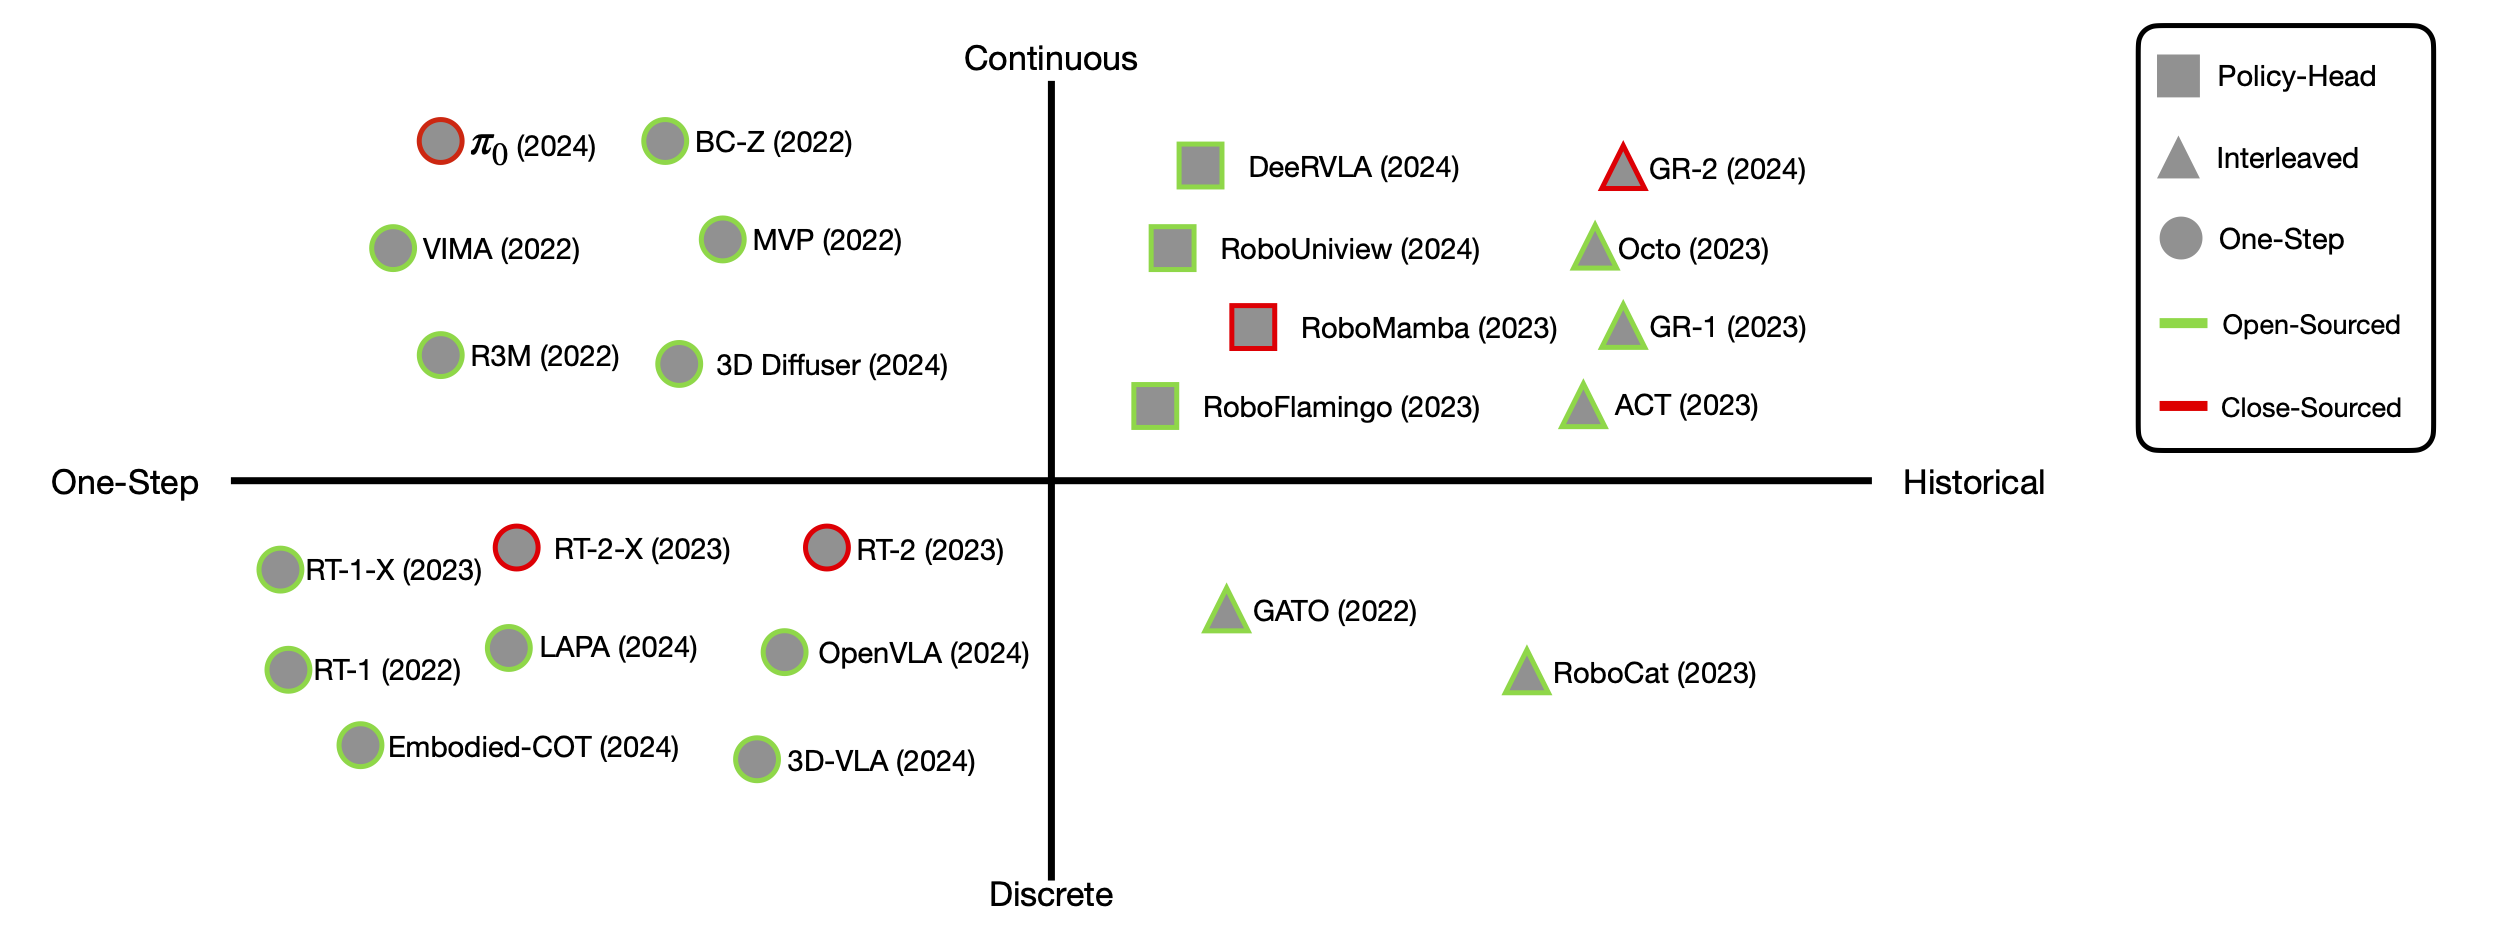 Continuous
π0 (2024)
BC-Z (2022)
VIMA (2022)
MVP (2022)
R3M (2022)
3D Diffuser (2024)
DeeRVLA (2024)
GR-2 (2024)
RoboUniview (2024)
Octo (2023)
RoboMamba (2023)
GR-1 (2023)
RoboFlamingo (2023)
ACT (2023)
One-Step
Historical
RT-1-X (2023)
RT-2-X (2023)
RT-2 (2023)
RT-1 (2022)
LAPA (2024)
OpenVLA (2024)
Embodied-COT (2024)
3D-VLA (2024)
GATO (2022)
RoboCat (2023)
Discrete
Policy-Head
Interleaved
One-Step
Open-Sourced
Close-Sourced